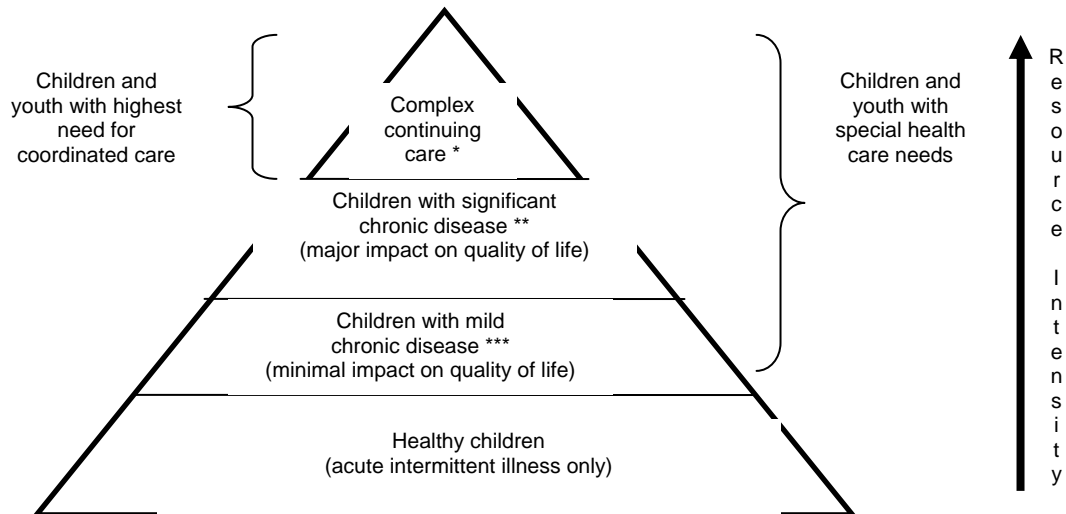 Children and
youth with highest
need for
coordinated care
Complex
continuing
care *
Children with significant
chronic disease **
(major impact on quality of life)
Children with mild
chronic disease ***
(minimal impact on quality of life)
Healthy children
(acute intermittent illness only)
Children and
youth with
special health
care needs
Resource Intensity